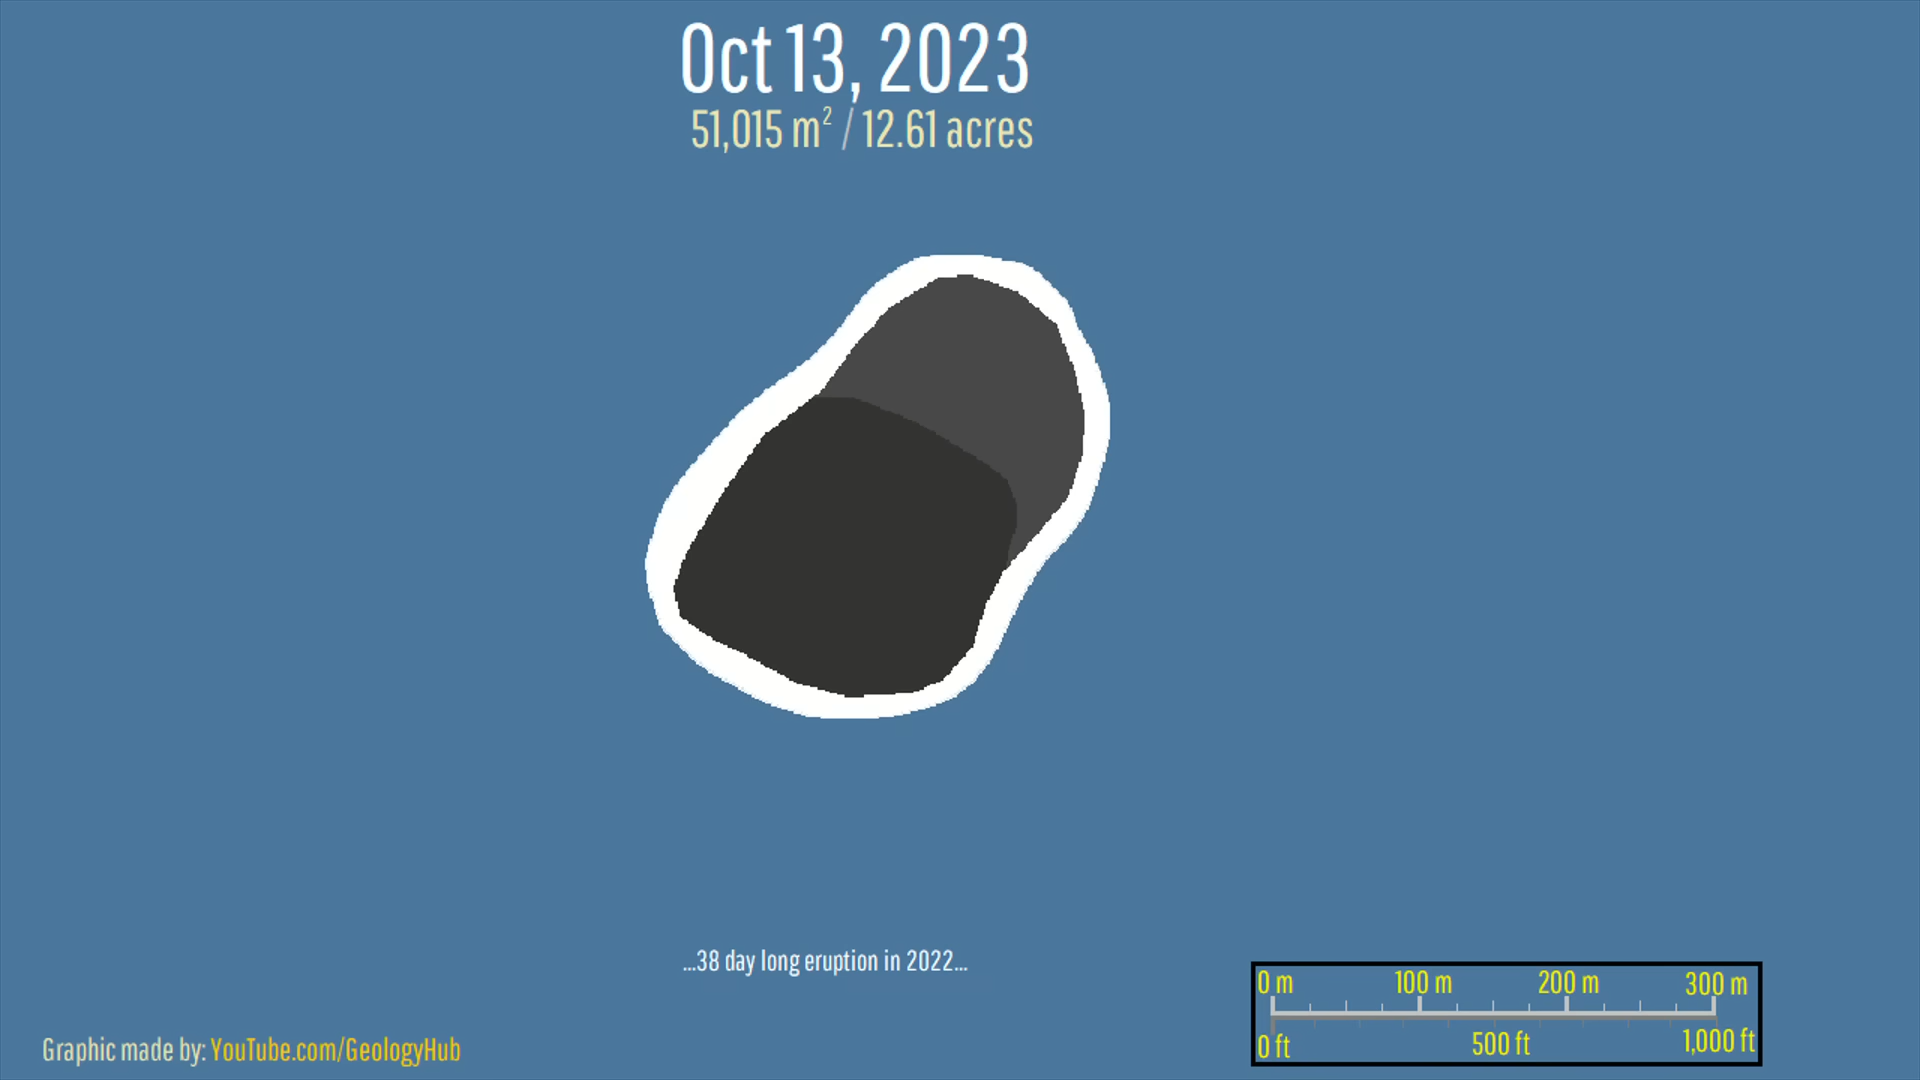 Oct 13, 2023
51,015 m² / 12.61 acres
...38 day long eruption in 2022...
0 m 100 m 200 m 300 m
0 ft 500 ft 1,000 ft
Graphic made by: YouTube.com/GeologyHub